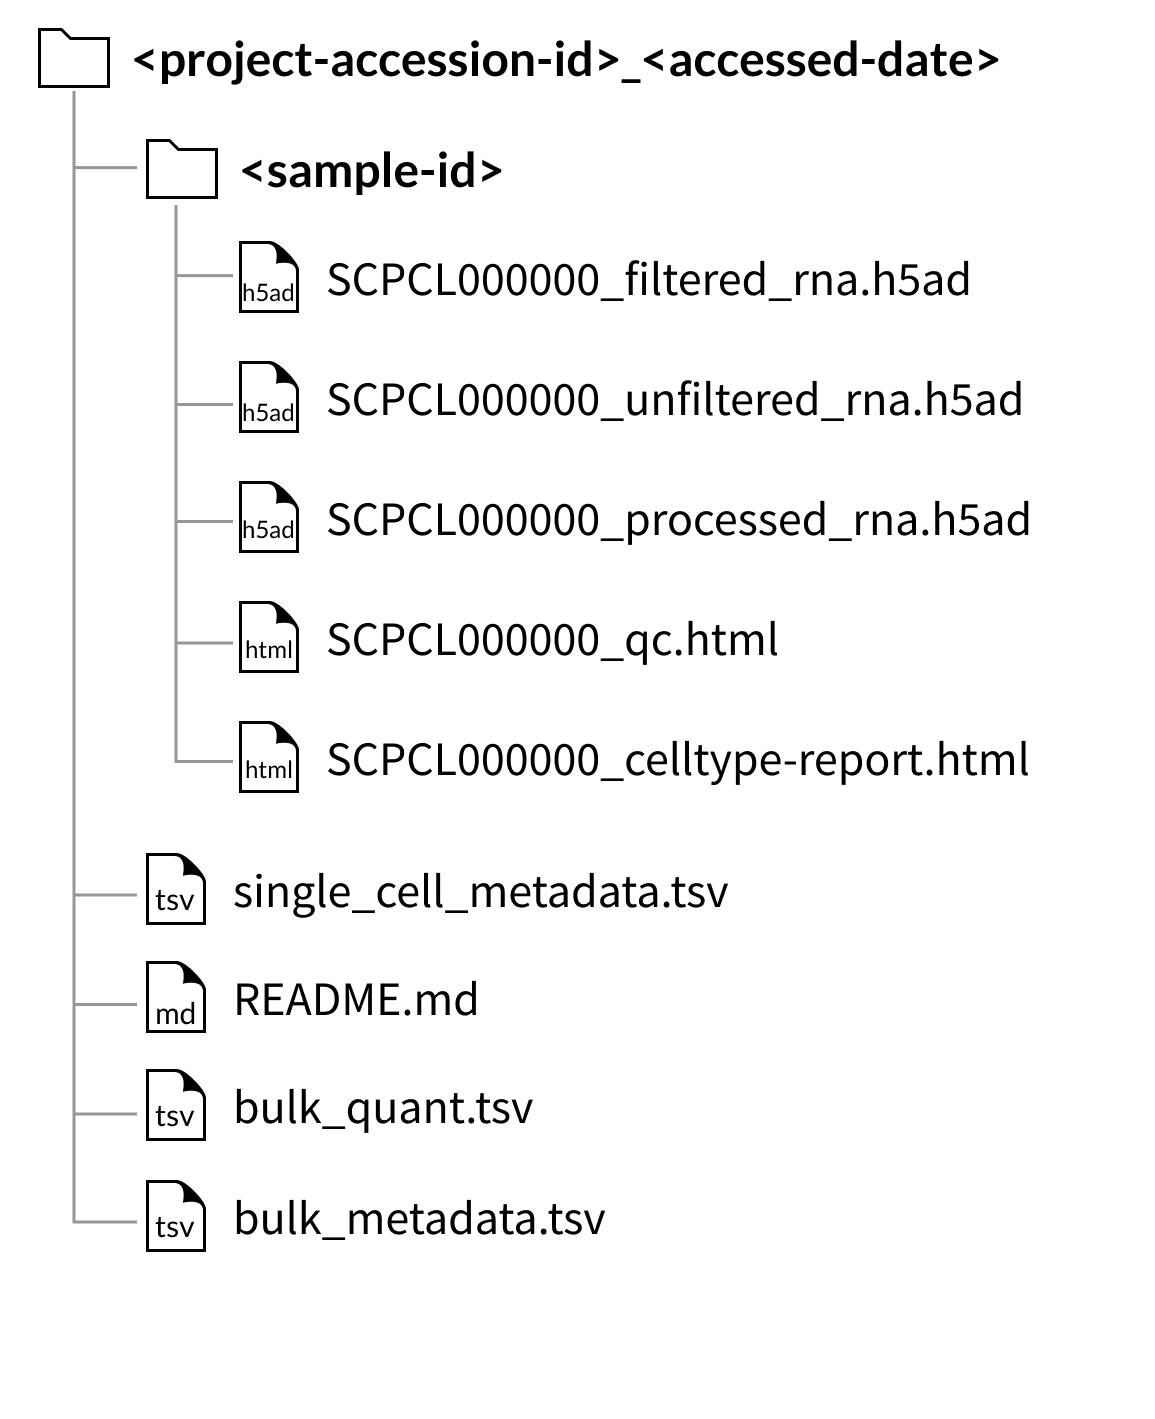 <project-accession-id>_<accessed-date>
<sample-id>
h5ad SCPCL000000_filtered_rna.h5ad
h5ad SCPCL000000_unfiltered_rna.h5ad
h5ad SCPCL000000_processed_rna.h5ad
html SCPCL000000_qc.html
html SCPCL000000_celltype-report.html
tsv single_cell_metadata.tsv
md README.md
tsv bulk_quant.tsv
tsv bulk_metadata.tsv